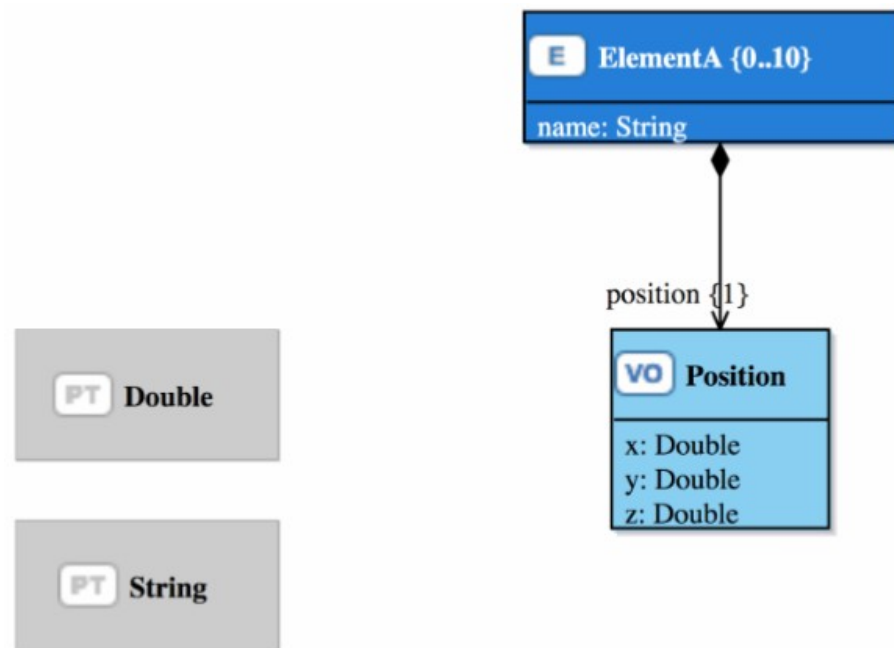 E ElementA {0..10}
name: String
position {1}
VO Position
x: Double
y: Double
z: Double
PT Double
PT String